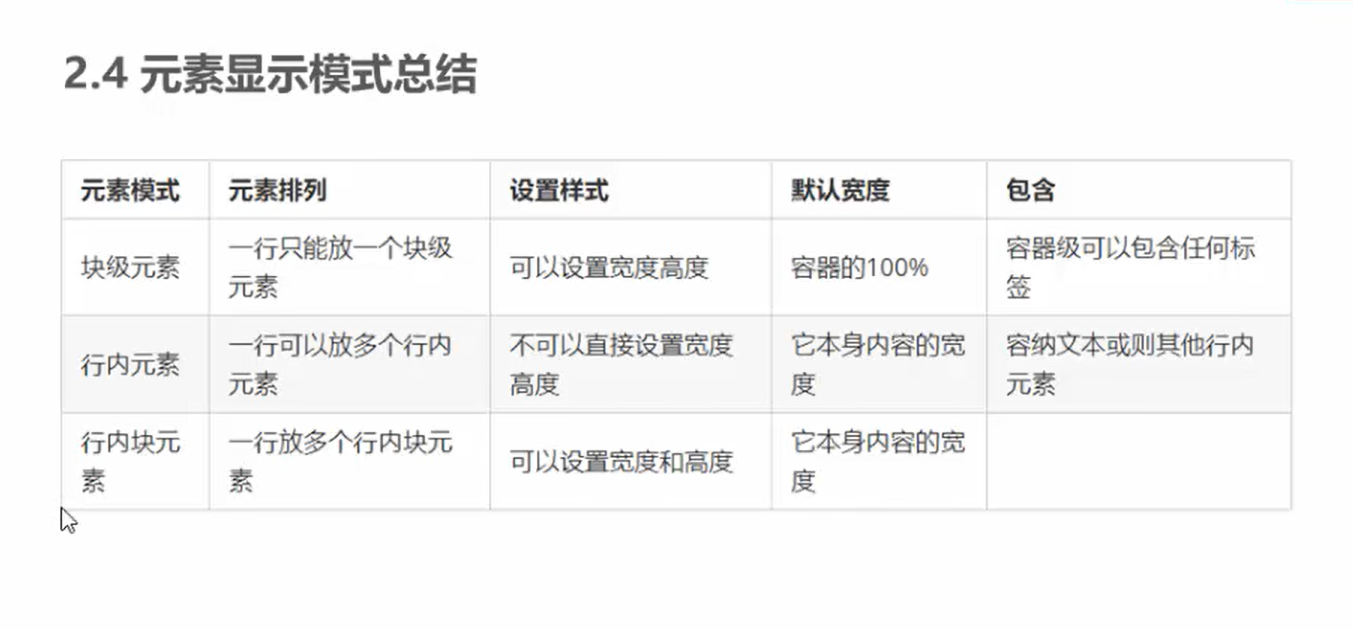 2.4 元素显示模式总结
元素模式 元素排列 设置样式 默认宽度 包含
块级元素 一行只能放一个块级元素 可以设置宽度高度 容器的100% 容器级可以包含任何标签
行内元素 一行可以放多个行内元素 不可以直接设置宽度高度 它本身内容的宽度 容纳文本或则其他行内元素
行内块元素 一行放多个行内块元素 可以设置宽度和高度 它本身内容的宽度